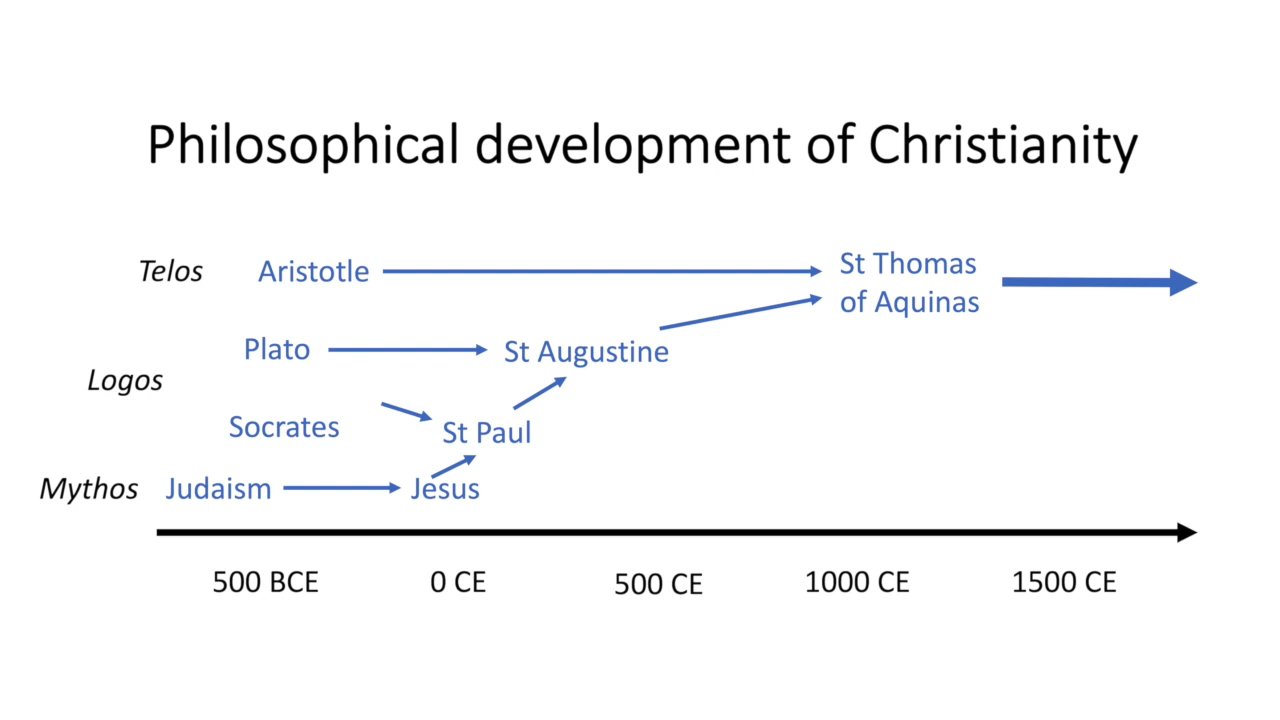 Philosophical development of Christianity
Telos
Aristotle
St Thomas
of Aquinas
Plato
St Augustine
Logos
Socrates
St Paul
Mythos
Judaism
Jesus
500 BCE
0 CE
500 CE
1000 CE
1500 CE